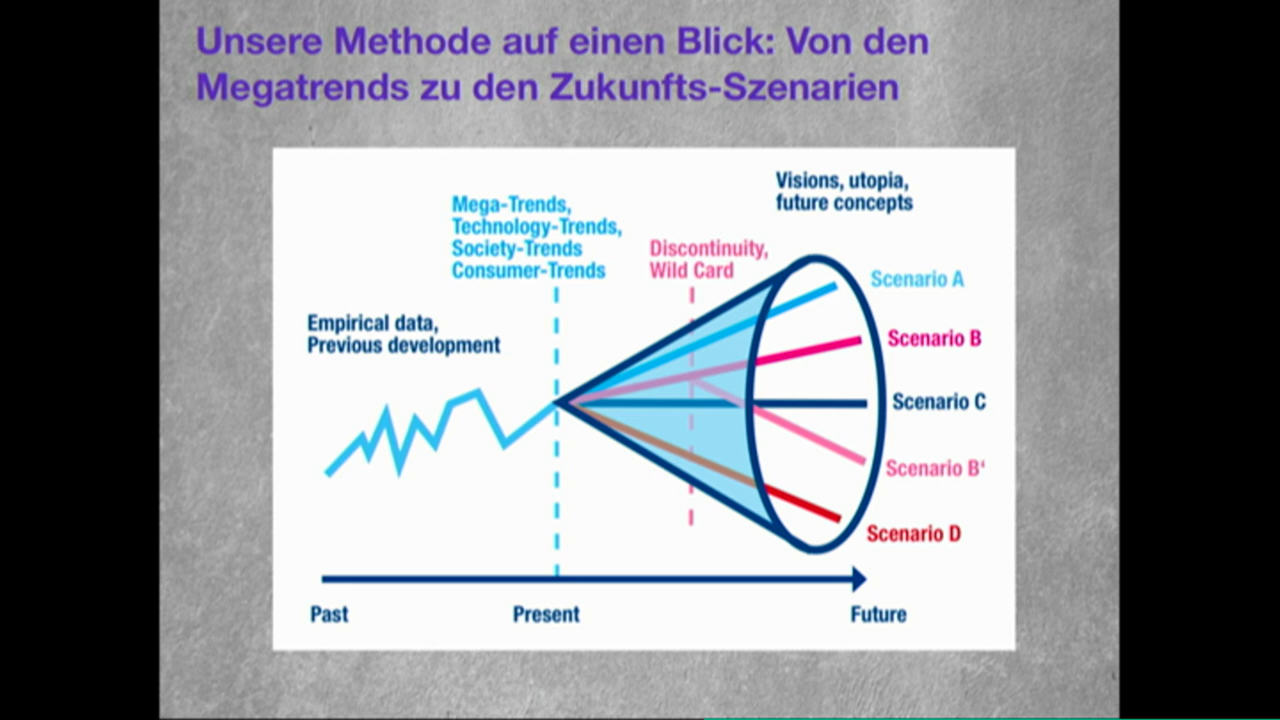 Unsere Methode auf einen Blick: Von den
Megatrends zu den Zukunfts-Szenarien
Visions, utopia,
future concepts
Mega-Trends,
Technology-Trends,
Society-Trends
Consumer-Trends
Discontinuity,
Wild Card
Scenario A
Empirical data,
Previous development
Scenario B
Scenario C
Scenario B'
Scenario D
Past
Present
Future